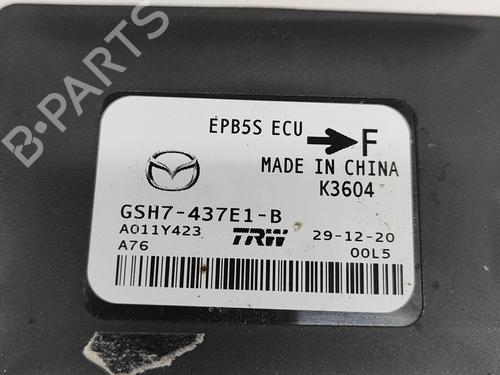 B-PARTS
EPB5S ECU → F
MADE IN CHINA
K3604
GSH7-437E1-B
A011Y423
TRW
29-12-20
A76
00L5